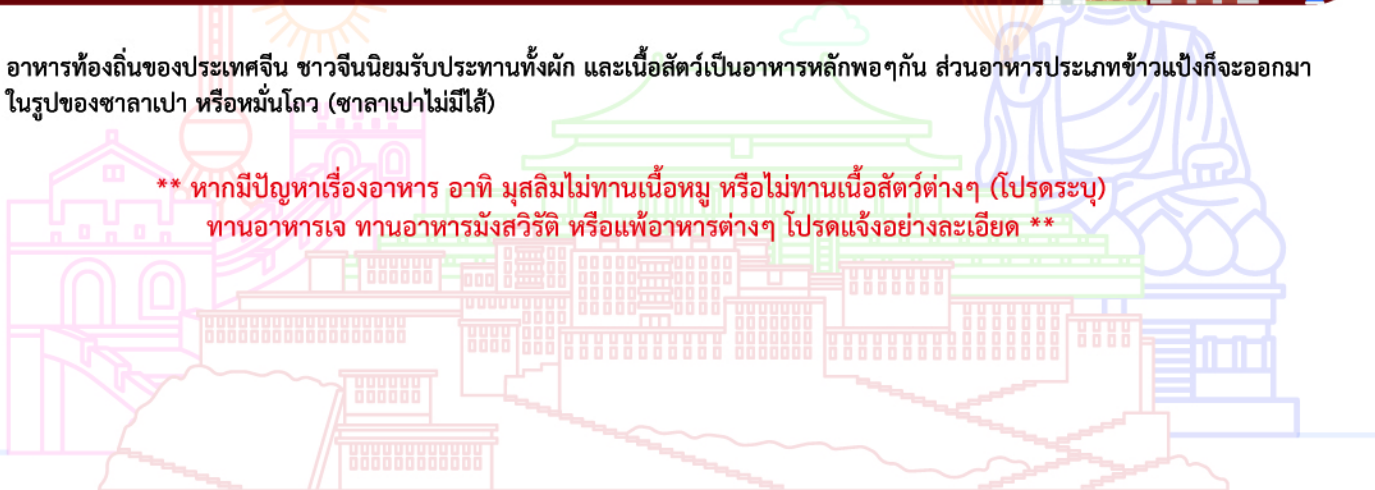 อาหารท้องถิ่นของประเทศจีน ชาวจีนนิยมรับประทานทั้งผัก และเนื้อสัตว์เป็นอาหารหลักพอๆกัน ส่วนอาหารประเภทข้าวแป้งก็จะออกมา
ในรูปของซาลาเปา หรือหมั่นโถว (ซาลาเปาไม่มีไส้)
** หากมีปัญหาเรื่องอาหาร อาทิ มุสลิมไม่ทานเนื้อหมู หรือไม่ทานเนื้อสัตว์ต่างๆ (โปรดระบุ)
ทานอาหารเจ ทานอาหารมังสวิรัติ หรือแพ้อาหารต่างๆ โปรดแจ้งอย่างละเอียด **